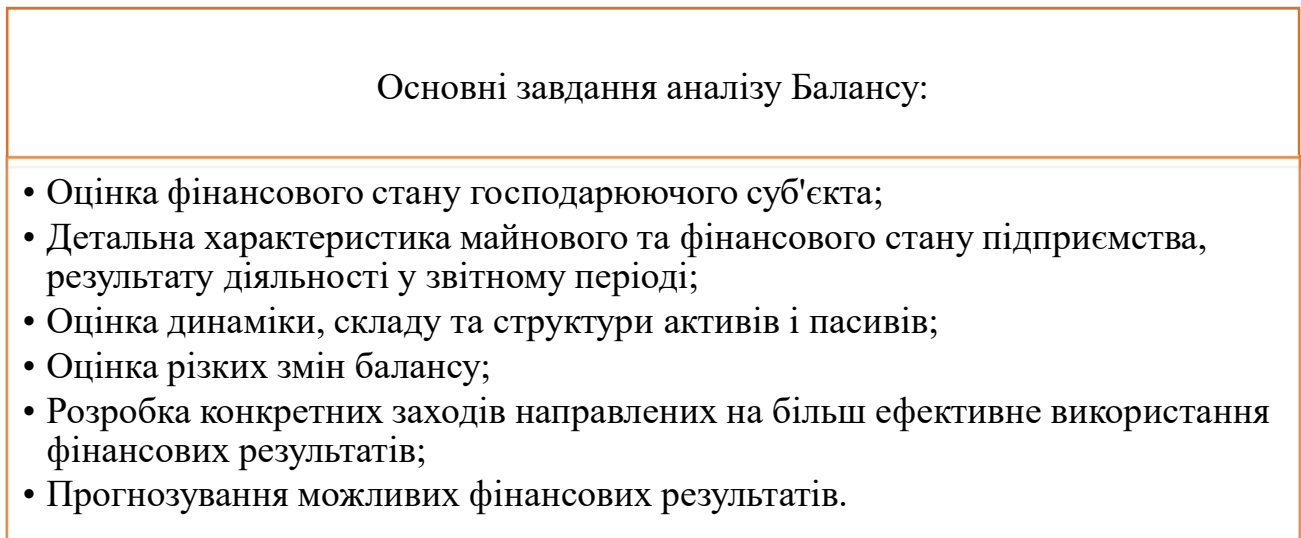 Основні завдання аналізу Балансу:
• Оцінка фінансового стану господарюючого суб'єкта;
• Детальна характеристика майнового та фінансового стану підприємства,
результату діяльності у звітному періоді;
• Оцінка динаміки, складу та структури активів і пасивів;
• Оцінка різких змін балансу;
• Розробка конкретних заходів направлених на більш ефективне використання
фінансових результатів;
• Прогнозування можливих фінансових результатів.